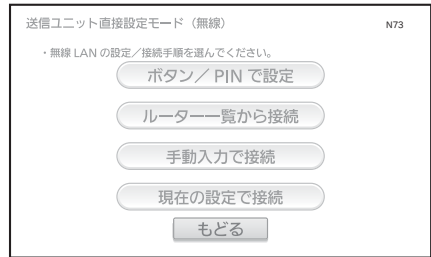 送信ユニット直接設定モード（無線）
N73
・無線 LAN の設定／接続手順を選んでください。
ボタン／ PIN で設定
ルーター一覧から接続
手動入力で接続
現在の設定で接続
もどる